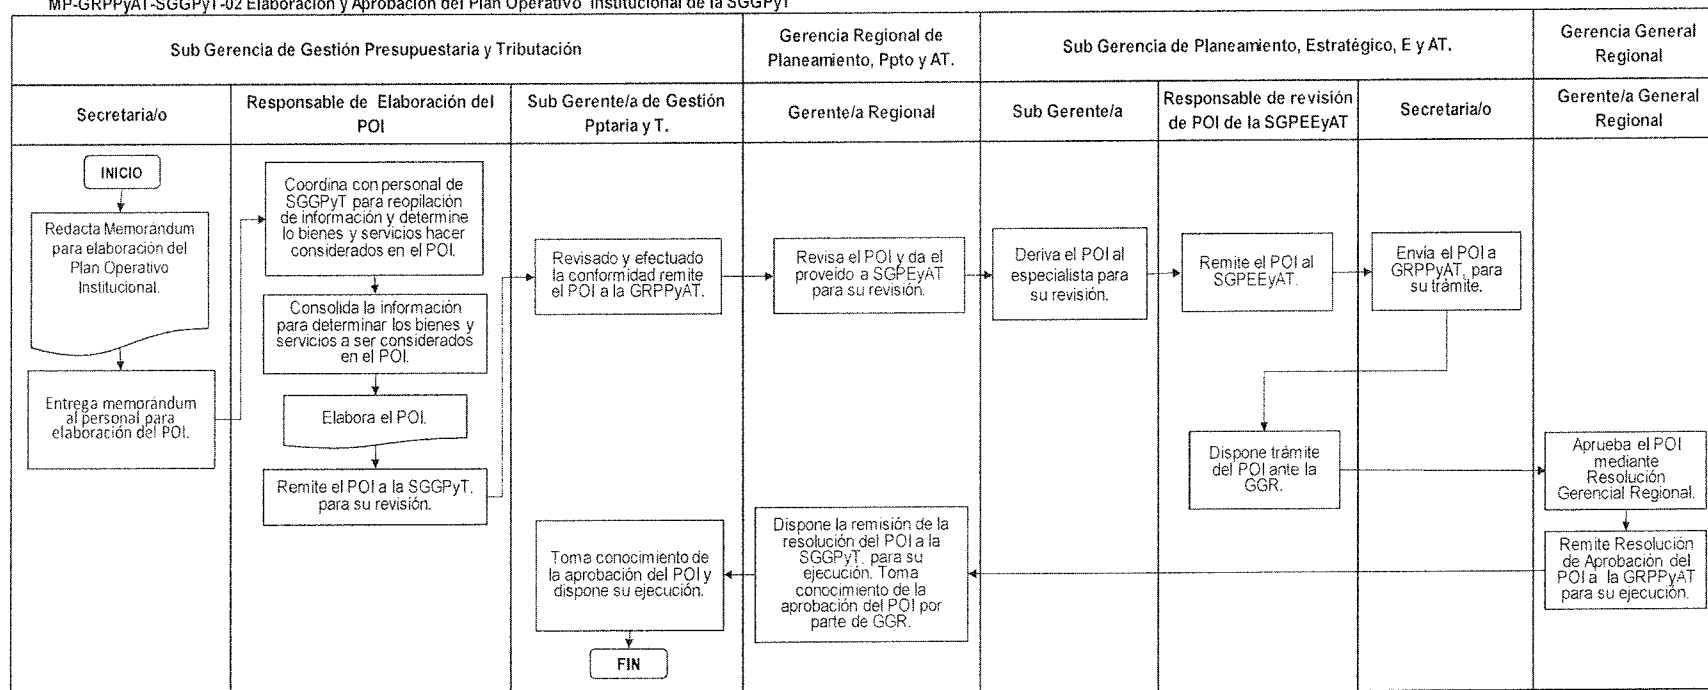 MP-GRPPyAT-SGGPyT-02 Elaboración y Aprobación del Plan Operativo Institucional de la SGGPyT
Sub Gerencia de Gestión Presupuestaria y Tributación
Gerencia Regional de
Planeamiento, Ppto y AT.
Sub Gerencia de Planeamiento, Estratégico, E y AT.
Gerencia General
Regional
Secretaria/o
Responsable de Elaboración del
POI
Sub Gerente/a de Gestión
Pptaria y T.
Gerente/a Regional
Sub Gerente/a
Responsable de revisión
de POI de la SGPEEyAT
Secretaria/o
Gerente/a General
Regional
INICIO
Redacta Memorándum
para elaboración del
Plan Operativo
Institucional.
Entrega memorándum
al personal para
elaboración del POI.
Coordina con personal de
SGGPyT para reopilación
de información y determine
lo bienes y servicios hacer
considerados en el POI.
Consolida la información
para determinar los bienes y
servicios a ser considerados
en el POI.
Elabora el POI.
Remite el POI a la SGGPyT,
para su revisión.
Revisado y efectuado
la conformidad remite
el POI a la GRPPyAT.
Revisa el POI y da el
proveído a SGPEyAT
para su revisión.
Deriva el POI al
especialista para
su revisión.
Remite el POI al
SGPEEyAT.
Envía el POI a
GRPPyAT, para
su trámite.
Dispone trámite
del POI ante la
GGR.
Aprueba el POI
mediante
Resolución
Gerencial Regional.
Remite Resolución
de Aprobación del
POI a la GRPPyAT
para su ejecución.
Dispone la remisión de la
resolución del POI a la
SGGPyT, para su
ejecución. Toma
conocimiento de la
aprobación del POI por
parte de GGR.
Toma conocimiento de
la aprobación del POI y
dispone su ejecución.
FIN